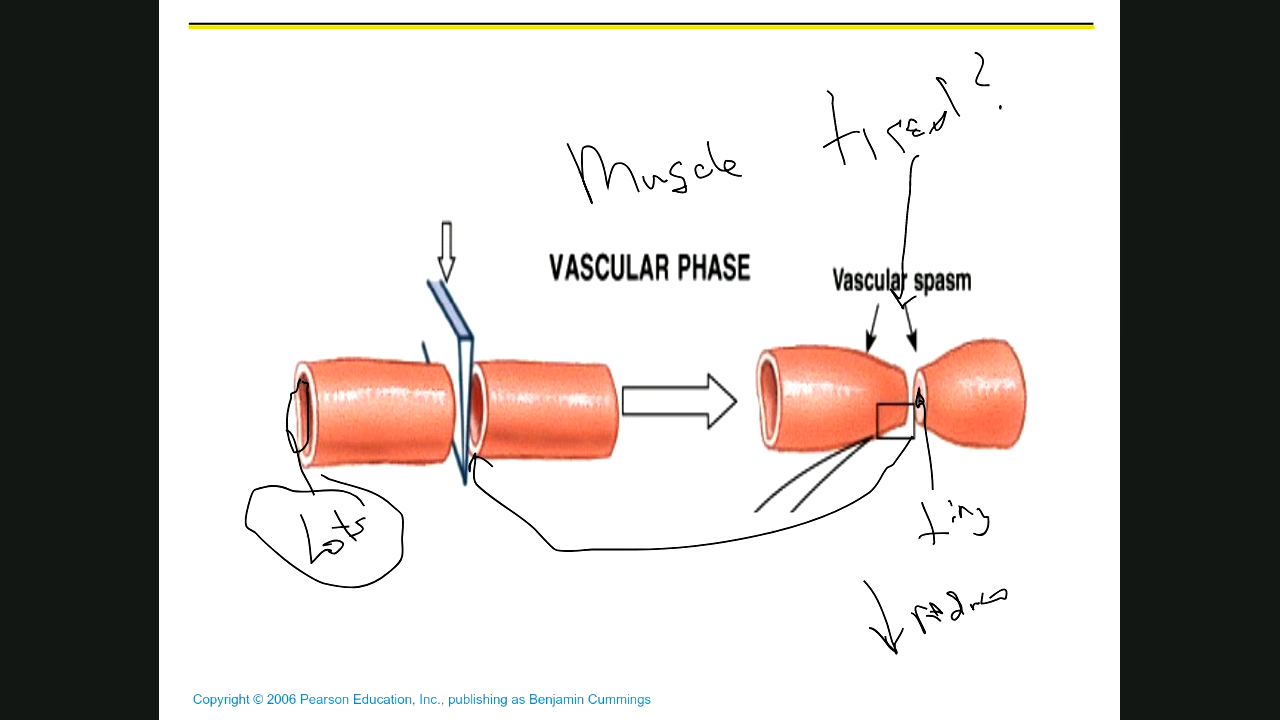 Muscle tired?
VASCULAR PHASE
Vascular spasm
Lots
tiny
Copyright © 2006 Pearson Education, Inc., publishing as Benjamin Cummings